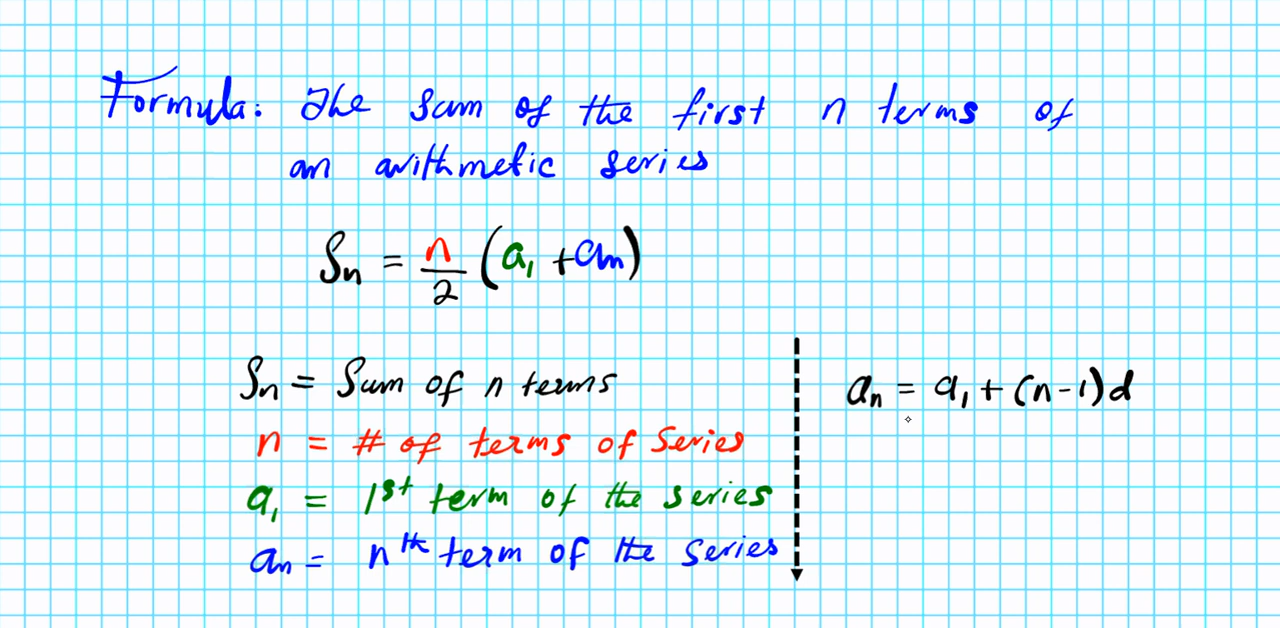 Formula: The sum of the first n terms of
an arithmetic series
Sn = n/2 (a1 + an)
Sn = Sum of n terms
n = # of terms of Series
a1 = 1st term of the series
an = nth term of the series
an = a1 + (n-1)d